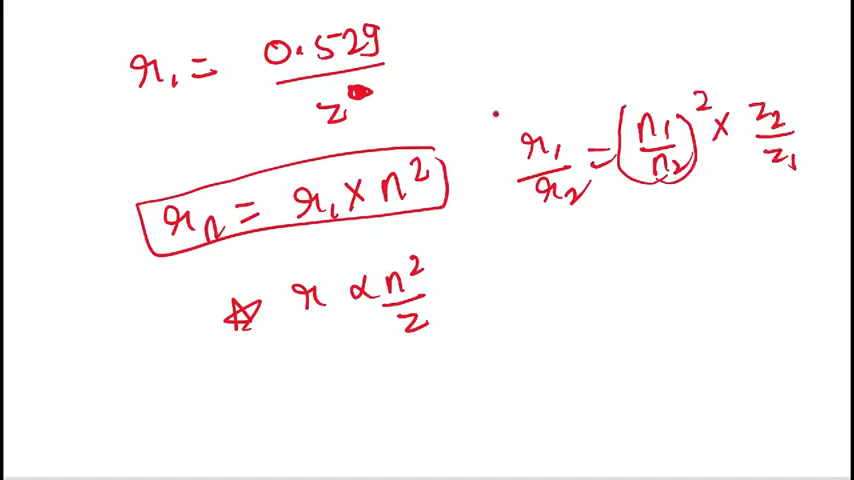 r₁ = 0.529 / z
rₙ = r₁ × n²
☆ r ∝ n² / z
r₁ / r₂ = (n₁ / n₂)² × z₂ / z₁